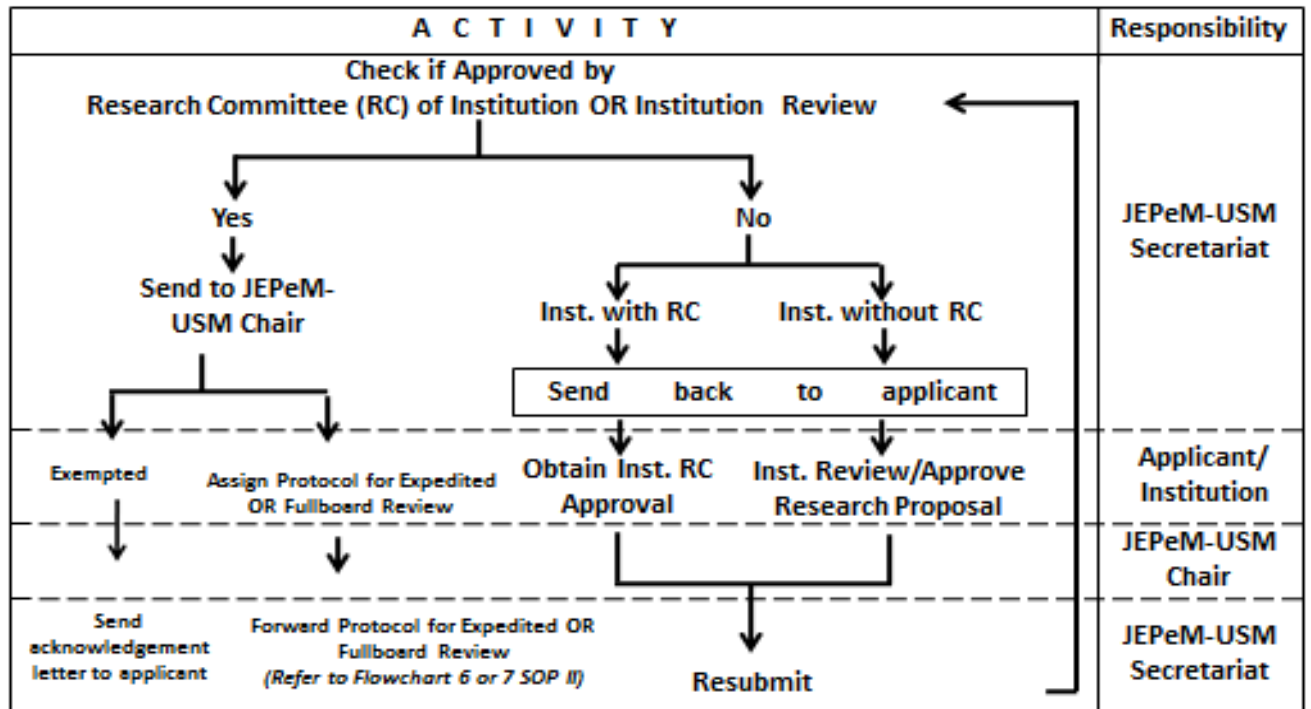 A C T I V I T Y
Responsibility
Check if Approved by
Research Committee (RC) of Institution OR Institution Review
Yes
No
JEPeM-USM
Secretariat
Send to JEPeM-
USM Chair
Inst. with RC
Inst. without RC
Send back to applicant
Exempted
Assign Protocol for Expedited
OR Fullboard Review
Obtain Inst. RC
Approval
Inst. Review/Approve
Research Proposal
Applicant/
Institution
JEPeM-USM
Chair
Send
acknowledgement
letter to applicant
Forward Protocol for Expedited OR
Fullboard Review
(Refer to Flowchart 6 or 7 SOP II)
Resubmit
JEPeM-USM
Secretariat